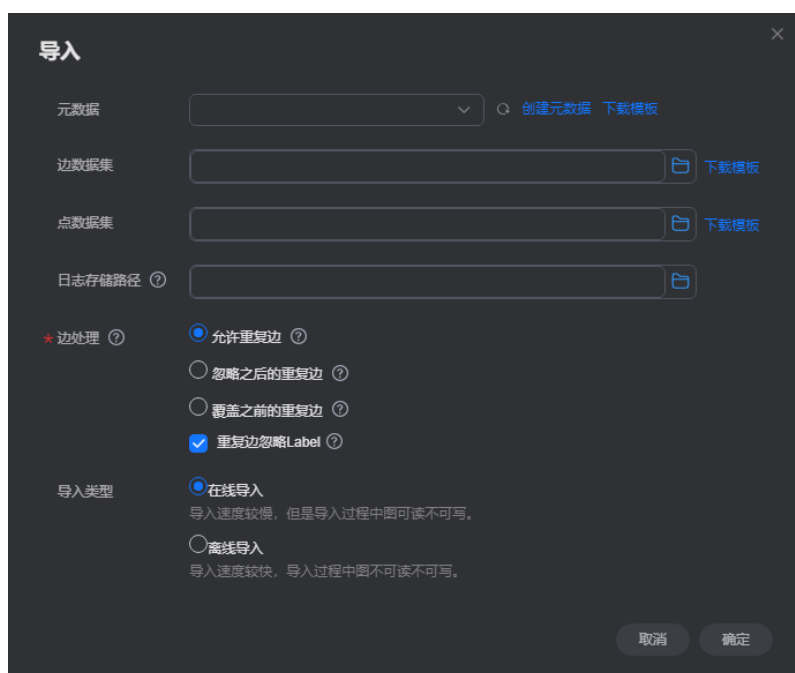 导入
元数据 创建元数据 下载模板
边数据集 下载模板
点数据集 下载模板
日志存储路径 ?
* 边处理 ? 允许重复边 ?
忽略之后的重复边 ?
覆盖之前的重复边 ?
重复边忽略Label ?
导入类型 在线导入
导入速度较慢，但是导入过程中图可读不可写。
离线导入
导入速度较快，导入过程中图不可读不可写。
取消 确定